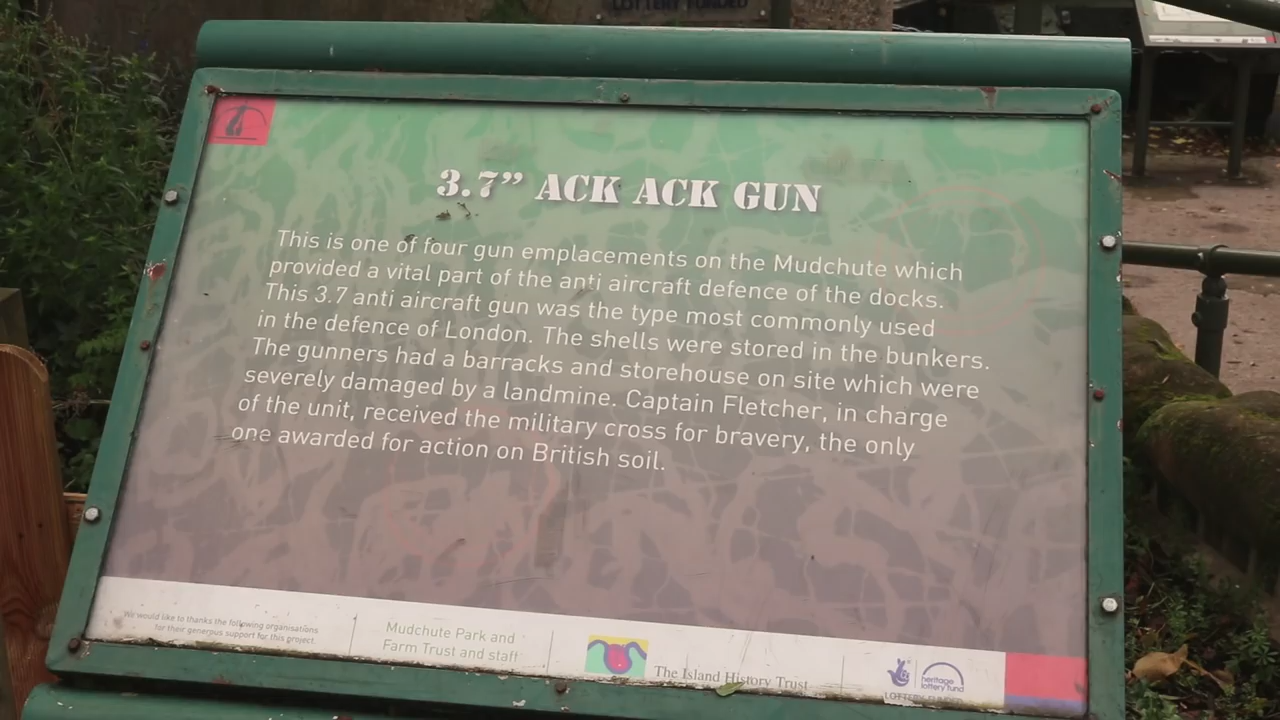 LOTTERY FUNDED
3.7” ACK ACK GUN
This is one of four gun emplacements on the Mudchute which
provided a vital part of the anti aircraft defence of the docks.
This 3.7 anti aircraft gun was the type most commonly used
in the defence of London. The shells were stored in the bunkers.
The gunners had a barracks and storehouse on site which were
severely damaged by a landmine. Captain Fletcher, in charge
of the unit, received the military cross for bravery, the only
one awarded for action on British soil.
We would like to thanks the following organisations
for their generous support for this project.
Mudchute Park and
Farm Trust and staff
The Island History Trust
heritage
lottery fund
LOTTERY FUNDED